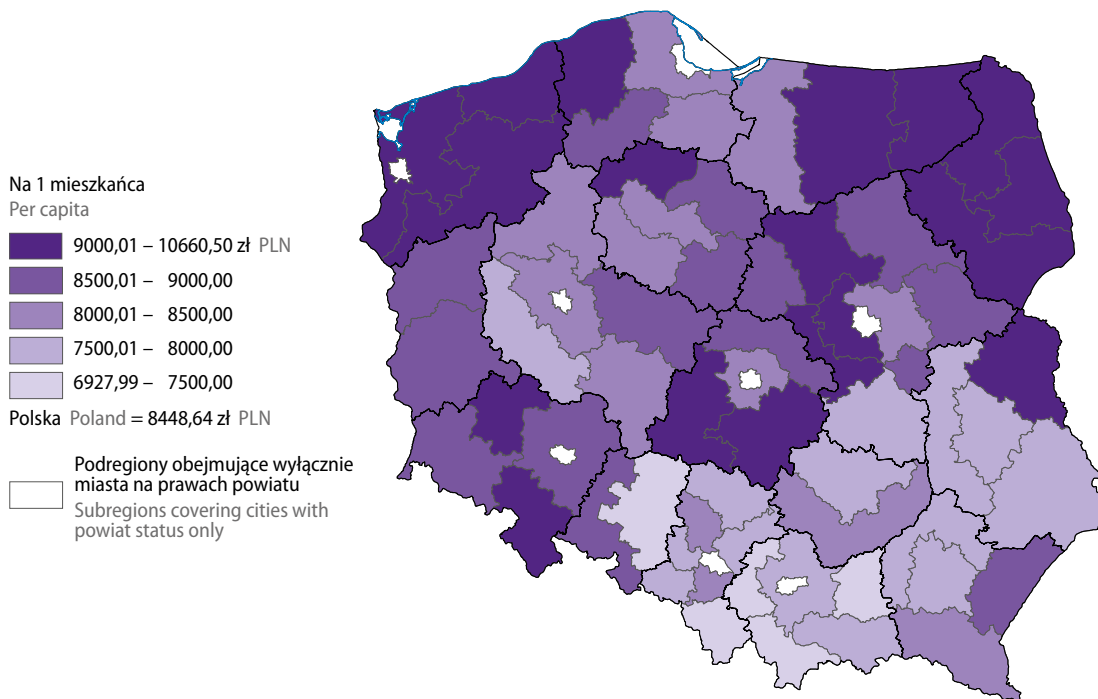 Na 1 mieszkańca
Per capita
9000,01 – 10660,50 zł PLN
8500,01 – 9000,00
8000,01 – 8500,00
7500,01 – 8000,00
6927,99 – 7500,00
Polska Poland = 8448,64 zł PLN
Podregiony obejmujące wyłącznie
miasta na prawach powiatu
Subregions covering cities with
powiat status only